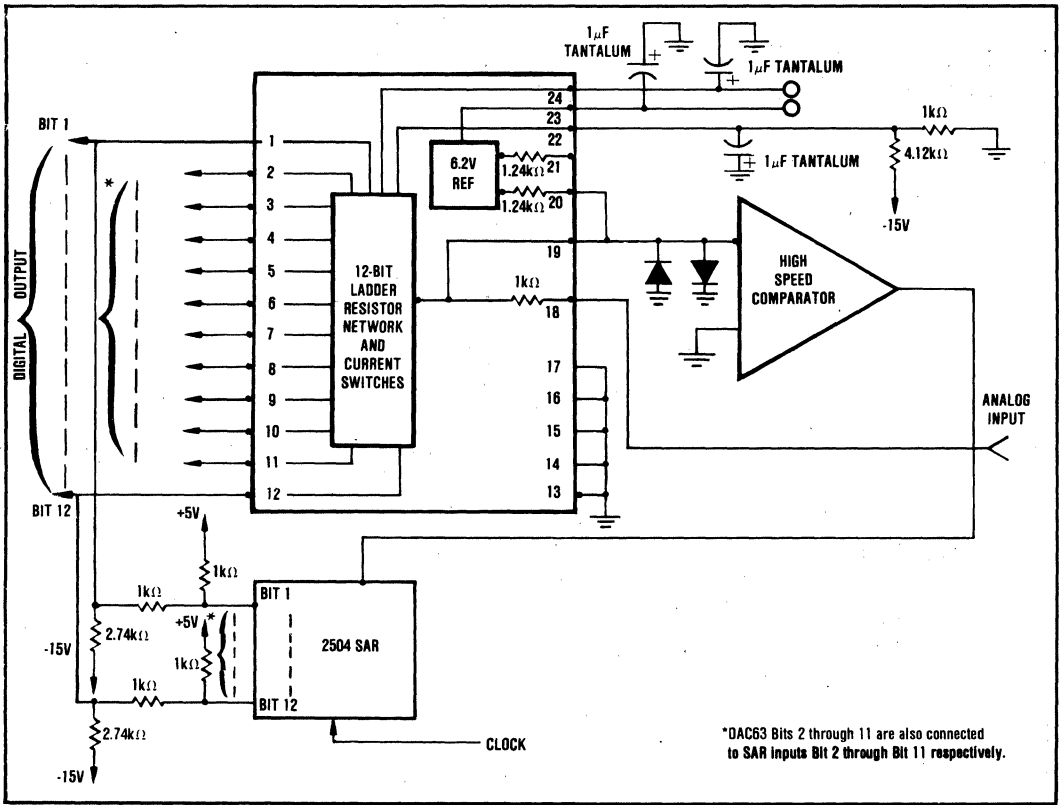 1μF
TANTALUM
1μF TANTALUM
24
23
22
21
20
19
18
17
16
15
14
13
1kΩ
4.12kΩ
-15V
1μF TANTALUM
6.2V
REF
1.24kΩ
1.24kΩ
1kΩ
HIGH
SPEED
COMPARATOR
ANALOG
INPUT
BIT 1
*
DIGITAL OUTPUT
BIT 12
1
2
3
4
5
6
7
8
9
10
11
12
12-BIT
LADDER
RESISTOR
NETWORK
AND
CURRENT
SWITCHES
+5V
1kΩ
1kΩ
2.74kΩ
-15V
+5V
*
1kΩ
1kΩ
2.74kΩ
-15V
BIT 1
2504 SAR
BIT 12
CLOCK
*DAC63 Bits 2 through 11 are also connected
to SAR inputs Bit 2 through Bit 11 respectively.